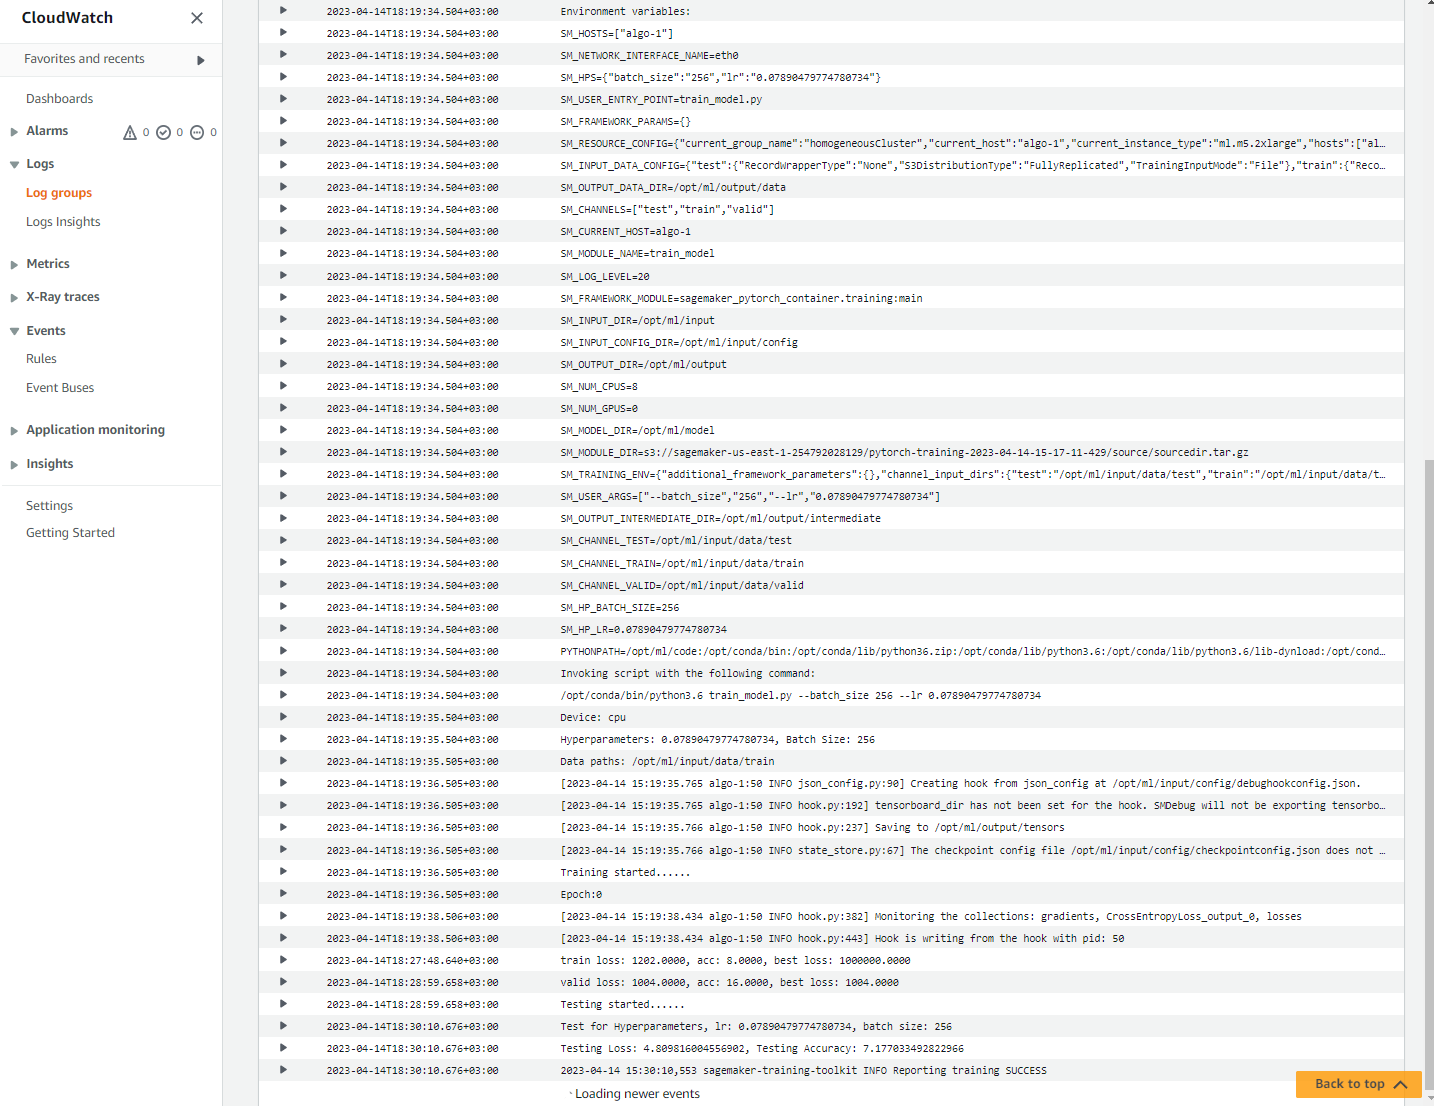 CloudWatch
Favorites and recents
Dashboards
Alarms 0 0 0
Logs
Log groups
Logs Insights
Metrics
X-Ray traces
Events
Rules
Event Buses
Application monitoring
Insights
Settings
Getting Started
2023-04-14T18:19:34.504+03:00 Environment variables:
2023-04-14T18:19:34.504+03:00 SM_HOSTS=["algo-1"]
2023-04-14T18:19:34.504+03:00 SM_NETWORK_INTERFACE_NAME=eth0
2023-04-14T18:19:34.504+03:00 SM_HPS={"batch_size":"256","lr":"0.07890479774780734"}
2023-04-14T18:19:34.504+03:00 SM_USER_ENTRY_POINT=train_model.py
2023-04-14T18:19:34.504+03:00 SM_FRAMEWORK_PARAMS={}
2023-04-14T18:19:34.504+03:00 SM_RESOURCE_CONFIG={"current_group_name":"homogeneousCluster","current_host":"algo-1","current_instance_type":"ml.m5.2xlarge","hosts":["al…
2023-04-14T18:19:34.504+03:00 SM_INPUT_DATA_CONFIG={"test":{"RecordWrapperType":"None","S3DistributionType":"FullyReplicated","TrainingInputMode":"File"},"train":{"Reco…
2023-04-14T18:19:34.504+03:00 SM_OUTPUT_DATA_DIR=/opt/ml/output/data
2023-04-14T18:19:34.504+03:00 SM_CHANNELS=["test","train","valid"]
2023-04-14T18:19:34.504+03:00 SM_CURRENT_HOST=algo-1
2023-04-14T18:19:34.504+03:00 SM_MODULE_NAME=train_model
2023-04-14T18:19:34.504+03:00 SM_LOG_LEVEL=20
2023-04-14T18:19:34.504+03:00 SM_FRAMEWORK_MODULE=sagemaker_pytorch_container.training:main
2023-04-14T18:19:34.504+03:00 SM_INPUT_DIR=/opt/ml/input
2023-04-14T18:19:34.504+03:00 SM_INPUT_CONFIG_DIR=/opt/ml/input/config
2023-04-14T18:19:34.504+03:00 SM_OUTPUT_DIR=/opt/ml/output
2023-04-14T18:19:34.504+03:00 SM_NUM_CPUS=8
2023-04-14T18:19:34.504+03:00 SM_NUM_GPUS=0
2023-04-14T18:19:34.504+03:00 SM_MODEL_DIR=/opt/ml/model
2023-04-14T18:19:34.504+03:00 SM_MODULE_DIR=s3://sagemaker-us-east-1-254792028129/pytorch-training-2023-04-14-15-17-11-429/source/sourcedir.tar.gz
2023-04-14T18:19:34.504+03:00 SM_TRAINING_ENV={"additional_framework_parameters":{},"channel_input_dirs":{"test":"/opt/ml/input/data/test","train":"/opt/ml/input/data/t…
2023-04-14T18:19:34.504+03:00 SM_USER_ARGS=["--batch_size","256","--lr","0.07890479774780734"]
2023-04-14T18:19:34.504+03:00 SM_OUTPUT_INTERMEDIATE_DIR=/opt/ml/output/intermediate
2023-04-14T18:19:34.504+03:00 SM_CHANNEL_TEST=/opt/ml/input/data/test
2023-04-14T18:19:34.504+03:00 SM_CHANNEL_TRAIN=/opt/ml/input/data/train
2023-04-14T18:19:34.504+03:00 SM_CHANNEL_VALID=/opt/ml/input/data/valid
2023-04-14T18:19:34.504+03:00 SM_HP_BATCH_SIZE=256
2023-04-14T18:19:34.504+03:00 SM_HP_LR=0.07890479774780734
2023-04-14T18:19:34.504+03:00 PYTHONPATH=/opt/ml/code:/opt/conda/bin:/opt/conda/lib/python36.zip:/opt/conda/lib/python3.6:/opt/conda/lib/python3.6/lib-dynload:/opt/cond…
2023-04-14T18:19:34.504+03:00 Invoking script with the following command:
2023-04-14T18:19:34.504+03:00 /opt/conda/bin/python3.6 train_model.py --batch_size 256 --lr 0.07890479774780734
2023-04-14T18:19:35.504+03:00 Device: cpu
2023-04-14T18:19:35.504+03:00 Hyperparameters: 0.07890479774780734, Batch Size: 256
2023-04-14T18:19:35.505+03:00 Data paths: /opt/ml/input/data/train
2023-04-14T18:19:36.505+03:00 [2023-04-14 15:19:35.765 algo-1:50 INFO json_config.py:90] Creating hook from json_config at /opt/ml/input/config/debughookconfig.json.
2023-04-14T18:19:36.505+03:00 [2023-04-14 15:19:35.766 algo-1:50 INFO hook.py:192] tensorboard_dir has not been set for the hook. SMDebug will not be exporting tensorbo…
2023-04-14T18:19:36.505+03:00 [2023-04-14 15:19:35.766 algo-1:50 INFO hook.py:237] Saving to /opt/ml/output/tensors
2023-04-14T18:19:36.505+03:00 [2023-04-14 15:19:35.766 algo-1:50 INFO state_store.py:67] The checkpoint config file /opt/ml/input/config/checkpointconfig.json does not …
2023-04-14T18:19:36.505+03:00 Training started......
2023-04-14T18:19:36.505+03:00 Epoch:0
2023-04-14T18:19:38.506+03:00 [2023-04-14 15:19:38.434 algo-1:50 INFO hook.py:382] Monitoring the collections: gradients, CrossEntropyLoss_output_0, losses
2023-04-14T18:19:38.506+03:00 [2023-04-14 15:19:38.434 algo-1:50 INFO hook.py:443] Hook is writing from the hook with pid: 50
2023-04-14T18:27:48.640+03:00 train loss: 1202.0000, acc: 8.0000, best loss: 1000000.0000
2023-04-14T18:28:59.658+03:00 valid loss: 1004.0000, acc: 16.0000, best loss: 1004.0000
2023-04-14T18:28:59.658+03:00 Testing started......
2023-04-14T18:30:10.676+03:00 Test for Hyperparameters, lr: 0.07890479774780734, batch size: 256
2023-04-14T18:30:10.676+03:00 Testing Loss: 4.809816004556902, Testing Accuracy: 7.177033492822966
2023-04-14T18:30:10.676+03:00 2023-04-14 15:30:10,553 sagemaker-training-toolkit INFO Reporting training SUCCESS
Loading newer events
Back to top